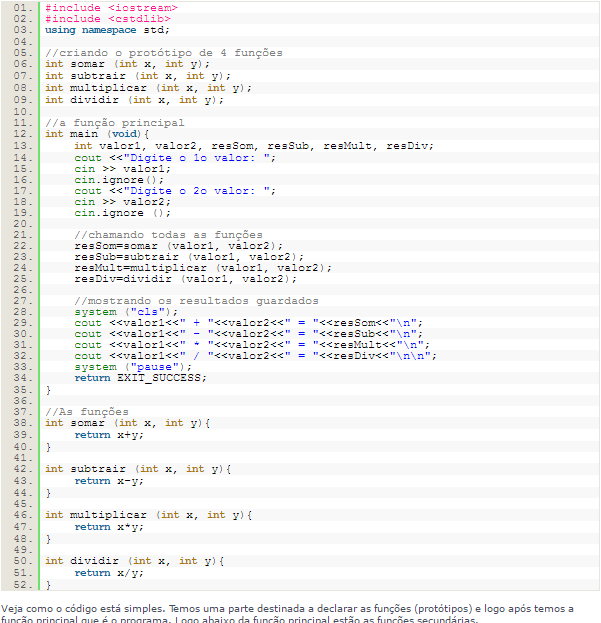 01. #include <iostream>
02. #include <cstdlib>
03. using namespace std;
04.
05. //criando o protótipo de 4 funções
06. int somar (int x, int y);
07. int subtrair (int x, int y);
08. int multiplicar (int x, int y);
09. int dividir (int x, int y);
10.
11. //a função principal
12. int main (void){
13. int valor1, valor2, resSom, resSub, resMult, resDiv;
14. cout <<"Digite o 1o valor: ";
15. cin >> valor1;
16. cin.ignore();
17. cout <<"Digite o 2o valor: ";
18. cin >> valor2;
19. cin.ignore ();
20.
21. //chamando todas as funções
22. resSom=somar (valor1, valor2);
23. resSub=subtrair (valor1, valor2);
24. resMult=multiplicar (valor1, valor2);
25. resDiv=dividir (valor1, valor2);
26.
27. //mostrando os resultados guardados
28. system ("cls");
29. cout <<valor1<<" + "<<valor2<<" = "<<resSom<<"\n";
30. cout <<valor1<<" - "<<valor2<<" = "<<resSub<<"\n";
31. cout <<valor1<<" * "<<valor2<<" = "<<resMult<<"\n";
32. cout <<valor1<<" / "<<valor2<<" = "<<resDiv<<"\n\n";
33. system ("pause");
34. return EXIT_SUCCESS;
35. }
36.
37. //As funções
38. int somar (int x, int y){
39. return x+y;
40. }
41.
42. int subtrair (int x, int y){
43. return x-y;
44. }
45.
46. int multiplicar (int x, int y){
47. return x*y;
48. }
49.
50. int dividir (int x, int y){
51. return x/y;
52. }
Veja como o código está simples. Temos uma parte destinada a declarar as funções (protótipos) e logo após temos a
função principal que é o programa. Logo abaixo da função principal estão as funções secundárias.